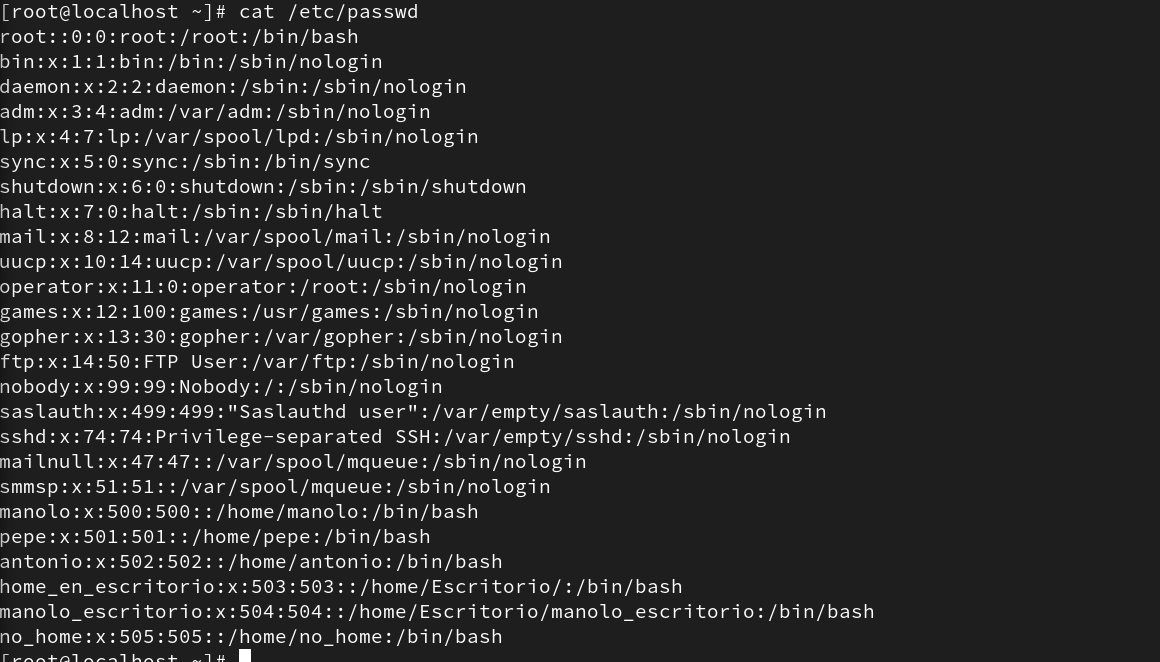 [root@localhost ~]# cat /etc/passwd
root::0:0:root:/root:/bin/bash
bin:x:1:1:bin:/bin:/sbin/nologin
daemon:x:2:2:daemon:/sbin:/sbin/nologin
adm:x:3:4:adm:/var/adm:/sbin/nologin
lp:x:4:7:lp:/var/spool/lpd:/sbin/nologin
sync:x:5:0:sync:/sbin:/bin/sync
shutdown:x:6:0:shutdown:/sbin:/sbin/shutdown
halt:x:7:0:halt:/sbin:/sbin/halt
mail:x:8:12:mail:/var/spool/mail:/sbin/nologin
uucp:x:10:14:uucp:/var/spool/uucp:/sbin/nologin
operator:x:11:0:operator:/root:/sbin/nologin
games:x:12:100:games:/usr/games:/sbin/nologin
gopher:x:13:30:gopher:/var/gopher:/sbin/nologin
ftp:x:14:50:FTP User:/var/ftp:/sbin/nologin
nobody:x:99:99:Nobody:/:/sbin/nologin
saslauth:x:499:499:"Saslauthd user":/var/empty/saslauth:/sbin/nologin
sshd:x:74:74:Privilege-separated SSH:/var/empty/sshd:/sbin/nologin
mailnull:x:47:47::/var/spool/mqueue:/sbin/nologin
smmsp:x:51:51::/var/spool/mqueue:/sbin/nologin
manolo:x:500:500::/home/manolo:/bin/bash
pepe:x:501:501::/home/pepe:/bin/bash
antonio:x:502:502::/home/antonio:/bin/bash
home_en_escritorio:x:503:503::/home/Escritorio/:/bin/bash
manolo_escritorio:x:504:504::/home/Escritorio/manolo_escritorio:/bin/bash
no_home:x:505:505::/home/no_home:/bin/bash
[root@localhost ~]#